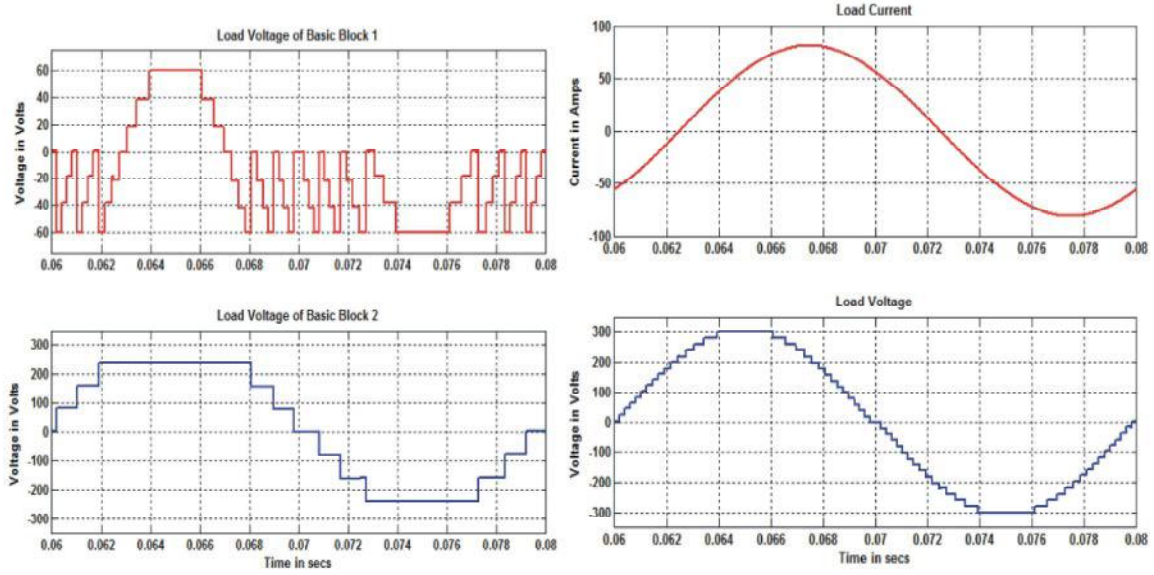 Load Voltage of Basic Block 1
Voltage in Volts
60
40
20
0
-20
-40
-60
0.06 0.062 0.064 0.066 0.068 0.07 0.072 0.074 0.076 0.078 0.08
Load Current
Current in Amps
100
50
0
-50
-100
0.06 0.062 0.064 0.066 0.068 0.07 0.072 0.074 0.076 0.078 0.08
Load Voltage of Basic Block 2
Voltage in Volts
300
200
100
0
-100
-200
-300
0.06 0.062 0.064 0.066 0.068 0.07 0.072 0.074 0.076 0.078 0.08
Time in secs
Load Voltage
Voltage in Volts
300
200
100
0
-100
-200
-300
0.06 0.062 0.064 0.066 0.068 0.07 0.072 0.074 0.076 0.078 0.08
Time in secs